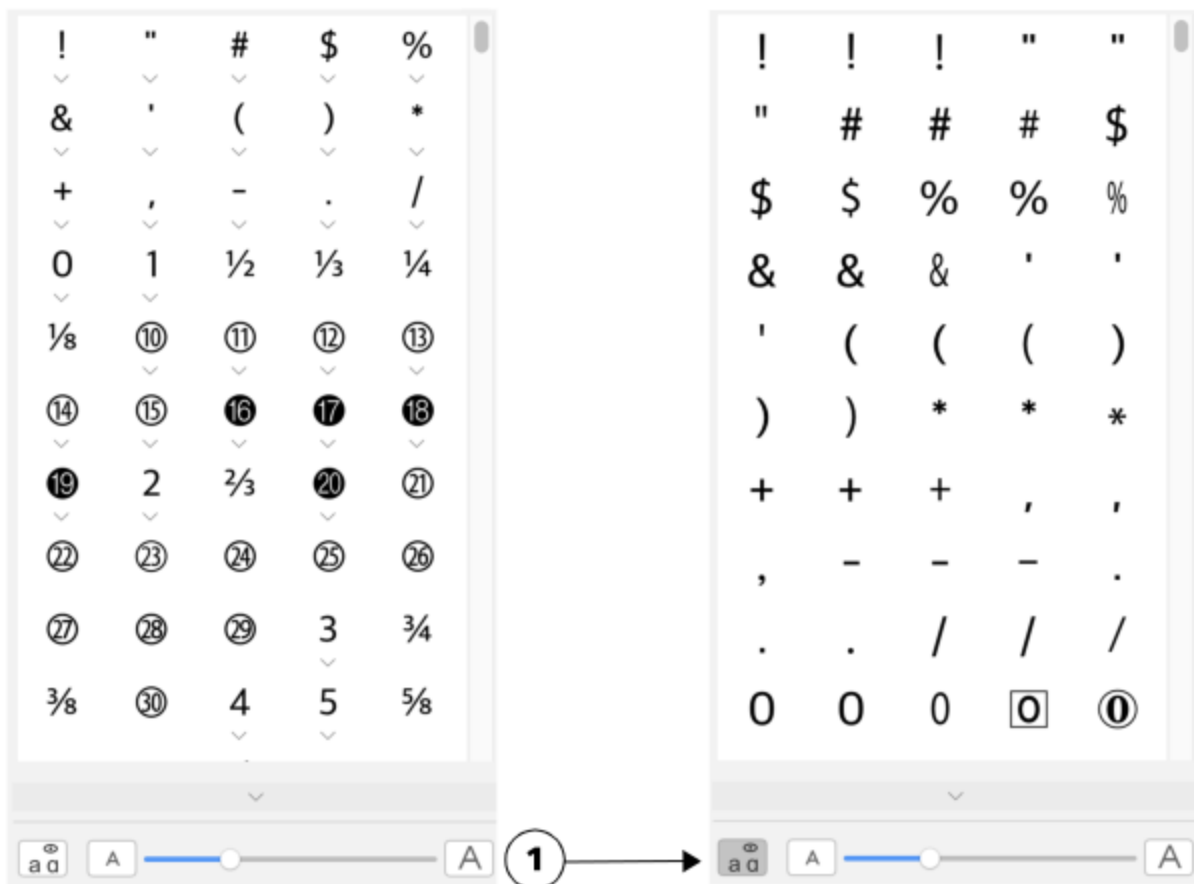 ! " # $ %
& ' ( ) *
+ , - . /
0 1 ½ ⅓ ¼
⅛ ⑩ ⑪ ⑫ ⑬
⑭ ⑮ ⓰ ⓱ ⓲
⓳ 2 ⅔ ⓴ ㉑
㉒ ㉓ ㉔ ㉕ ㉖
㉗ ㉘ ㉙ 3 ¾
⅜ ㉚ 4 5 ⅝
a a A A
1
! ! ! " "
" # # # $
$ $ % % %
& & & ' '
' ( ( ( )
) ) * * *
+ + + , ,
, - - - .
. . / / /
0 0 0 0 0
a a A A